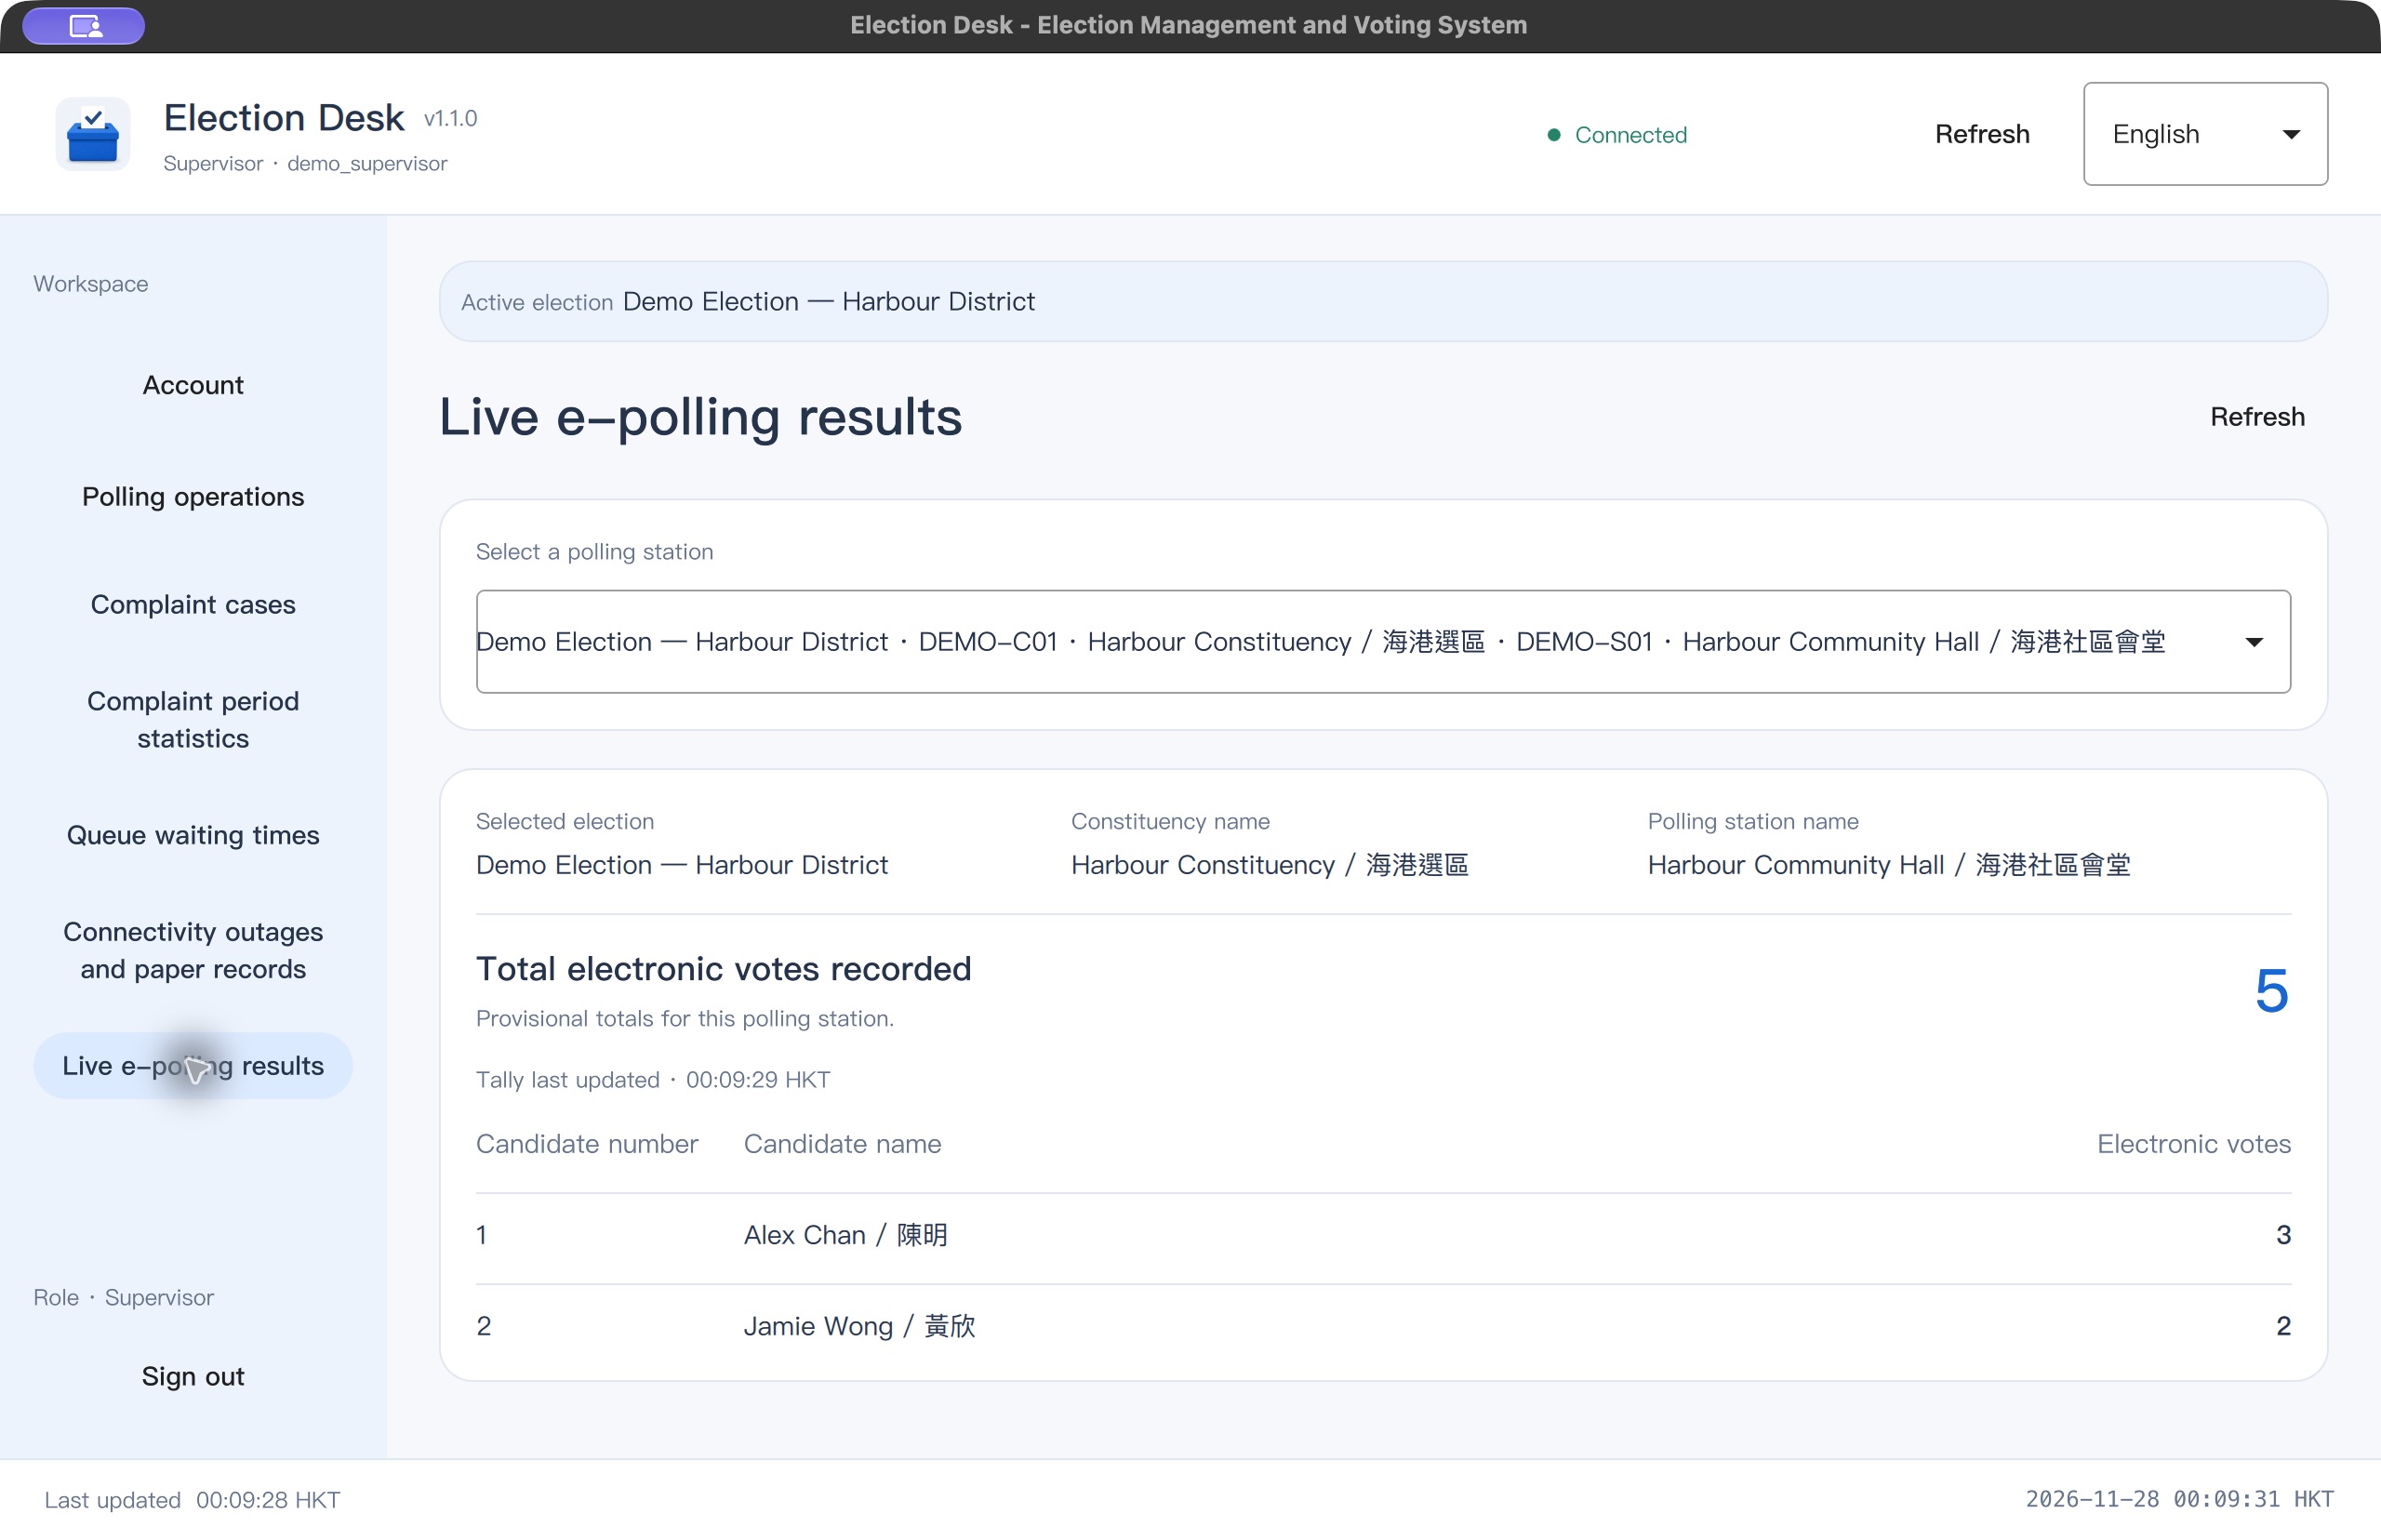 Election Desk - Election Management and Voting System
Election Desk v1.1.0
Supervisor · demo_supervisor
Connected
Refresh
English
Workspace
Account
Polling operations
Complaint cases
Complaint period
statistics
Queue waiting times
Connectivity outages
and paper records
Live e-polling results
Role · Supervisor
Sign out
Active election Demo Election — Harbour District
Live e-polling results
Refresh
Select a polling station
Demo Election — Harbour District · DEMO-C01 · Harbour Constituency / 海港選區 · DEMO-S01 · Harbour Community Hall / 海港社區會堂
Selected election
Demo Election — Harbour District
Constituency name
Harbour Constituency / 海港選區
Polling station name
Harbour Community Hall / 海港社區會堂
Total electronic votes recorded
5
Provisional totals for this polling station.
Tally last updated · 00:09:29 HKT
Candidate number Candidate name Electronic votes
1 Alex Chan / 陳明 3
2 Jamie Wong / 黃欣 2
Last updated 00:09:28 HKT
2026-11-28 00:09:31 HKT